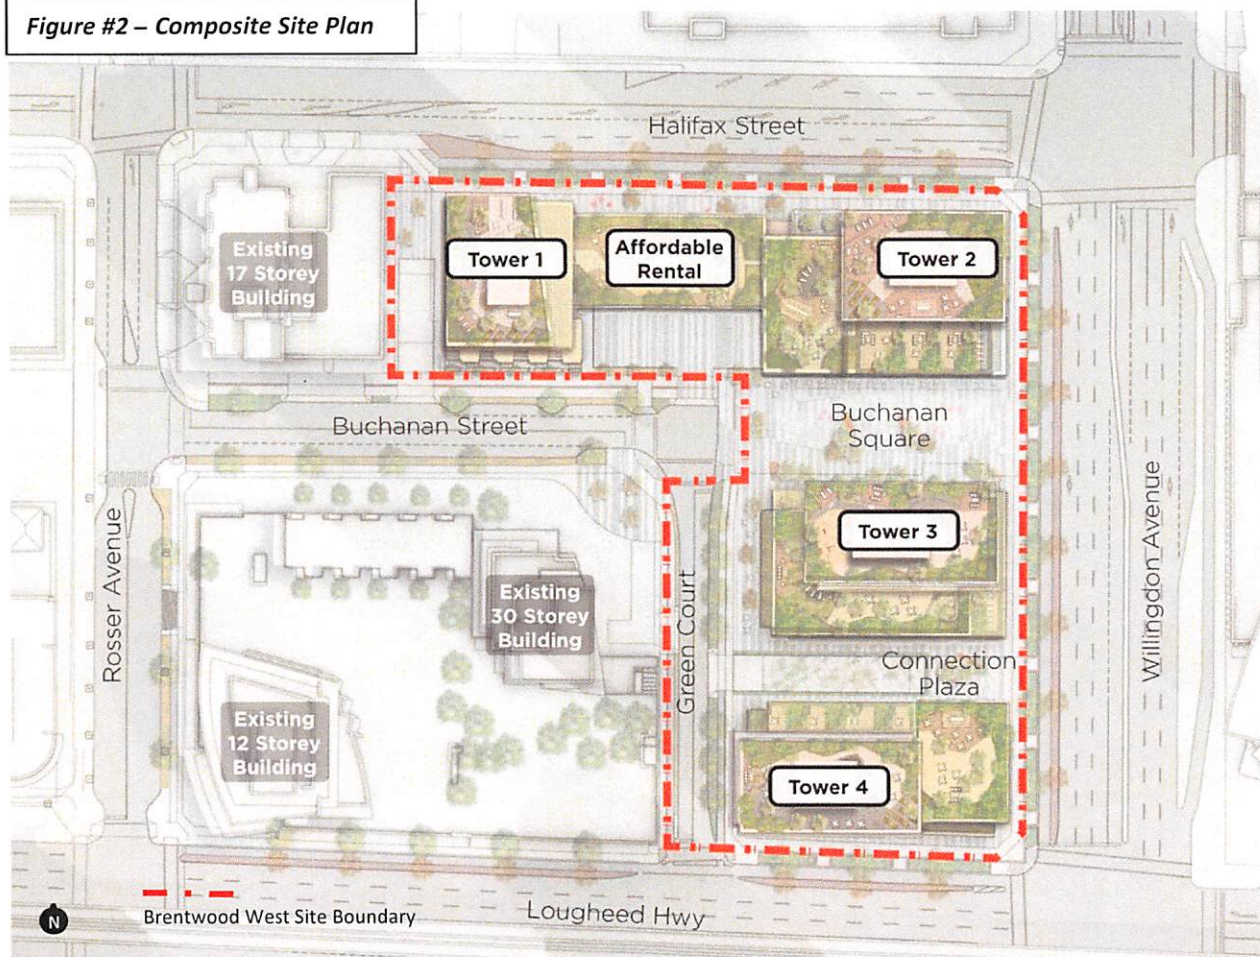 Figure #2 – Composite Site Plan
Halifax Street
Existing
17 Storey
Building
Tower 1
Affordable
Rental
Tower 2
Buchanan Street
Buchanan
Square
Rosser Avenue
Existing
30 Storey
Building
Green Court
Tower 3
Willingdon Avenue
Connection
Plaza
Existing
12 Storey
Building
Tower 4
N
Brentwood West Site Boundary
Lougheed Hwy